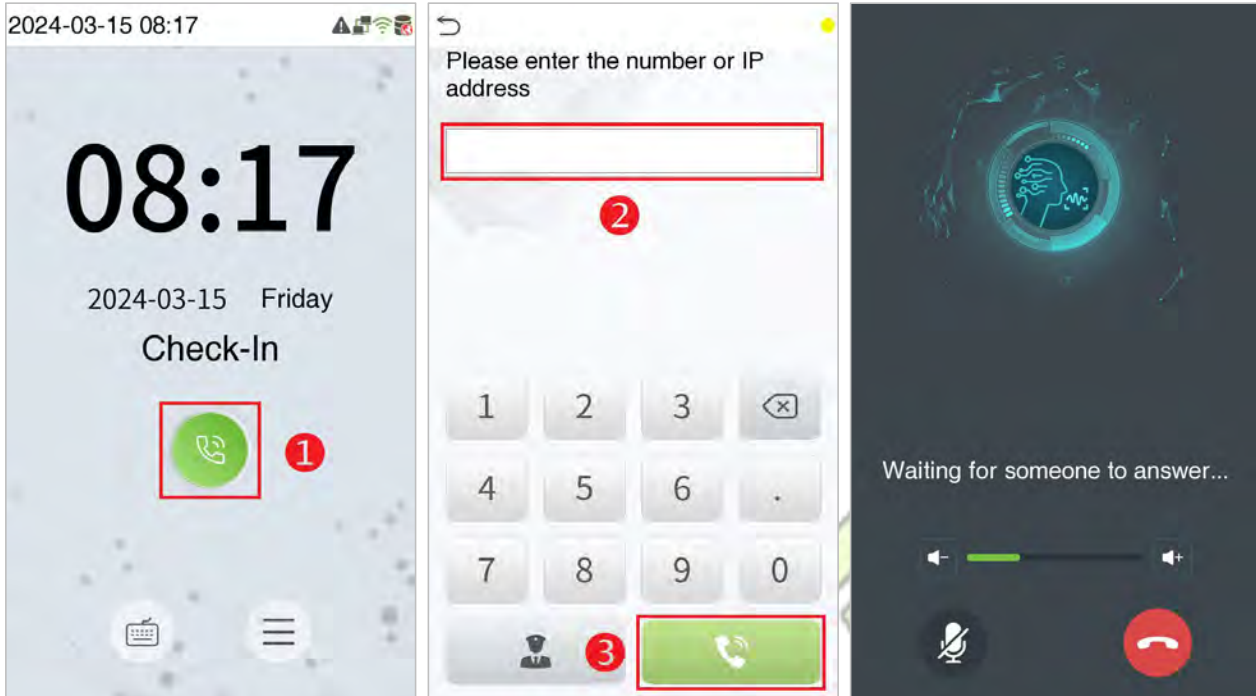 2024-03-15 08:17
08:17
2024-03-15 Friday
Check-In
1
Please enter the number or IP
address
2
1 2 3
4 5 6 .
7 8 9 0
3
Waiting for someone to answer...